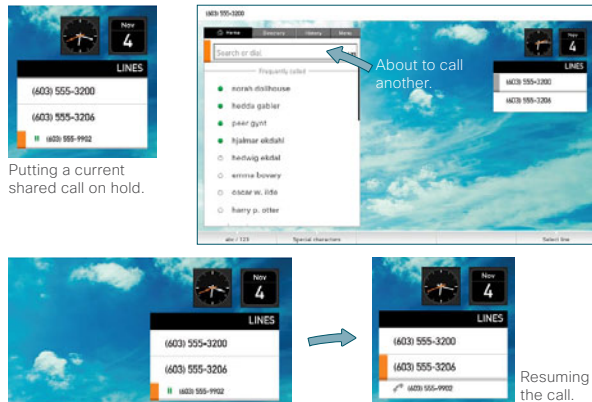 Nov
4
LINES
(603) 555-3200
(603) 555-3206
(603) 555-9902
Putting a current
shared call on hold.
(603) 555-3200
Home Directory History Menu
Search or dial
Frequently called
norah dollhouse
hedda gabler
peer gynt
hjalmar ekdahl
hedwig ekdal
emma bovary
oscar w. ilde
harry p. otter
About to call
another.
Nov
4
LINES
(603) 555-3200
(603) 555-3206
abc / 123 Special characters Select line
Nov
4
LINES
(603) 555-3200
(603) 555-3206
(603) 555-9902
Nov
4
LINES
(603) 555-3200
(603) 555-3206
(603) 555-9902
Resuming
the call.